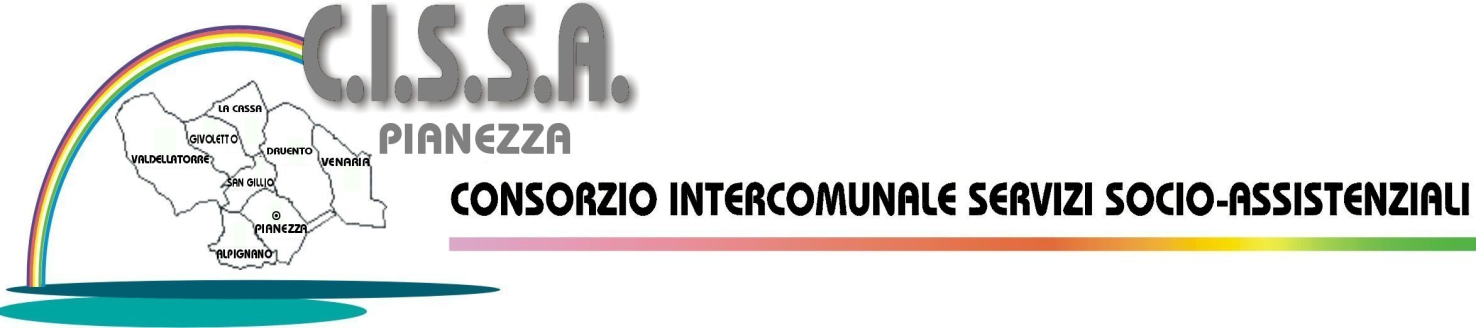 C.I.S.S.A.
PIANEZZA
CONSORZIO INTERCOMUNALE SERVIZI SOCIO-ASSISTENZIALI
LA CASSA
GIVOLETTO
DRUENTO
VALDELLATORRE
VENARIA
SAN GILLIO
PIANEZZA
ALPIGNANO